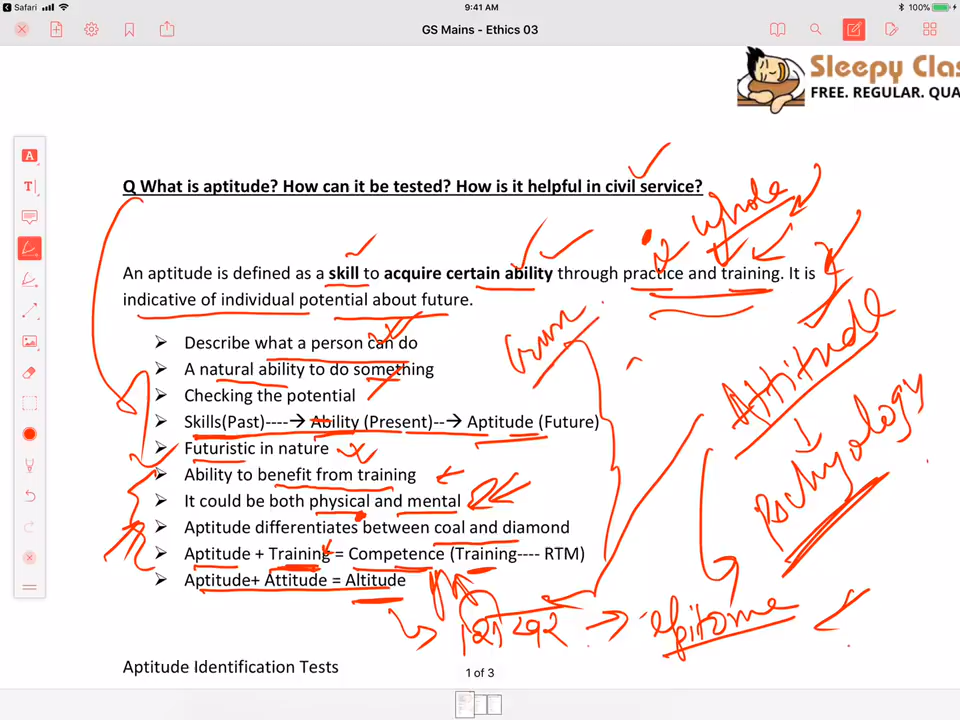 Safari
9:41 AM
100%
GS Mains - Ethics 03
Sleepy Clas
FREE. REGULAR. QUA
Q What is aptitude? How can it be tested? How is it helpful in civil service?
whole
An aptitude is defined as a skill to acquire certain ability through practice and training. It is
indicative of individual potential about future.
Describe what a person can do
A natural ability to do something
Checking the potential
Skills(Past)----→ Ability (Present)--→ Aptitude (Future)
Futuristic in nature
Ability to benefit from training
It could be both physical and mental
Aptitude differentiates between coal and diamond
Aptitude + Training = Competence (Training---- RTM)
Aptitude+ Attitude = Altitude
Attitude
Pschyology
शिखर → epitome
Aptitude Identification Tests
1 of 3